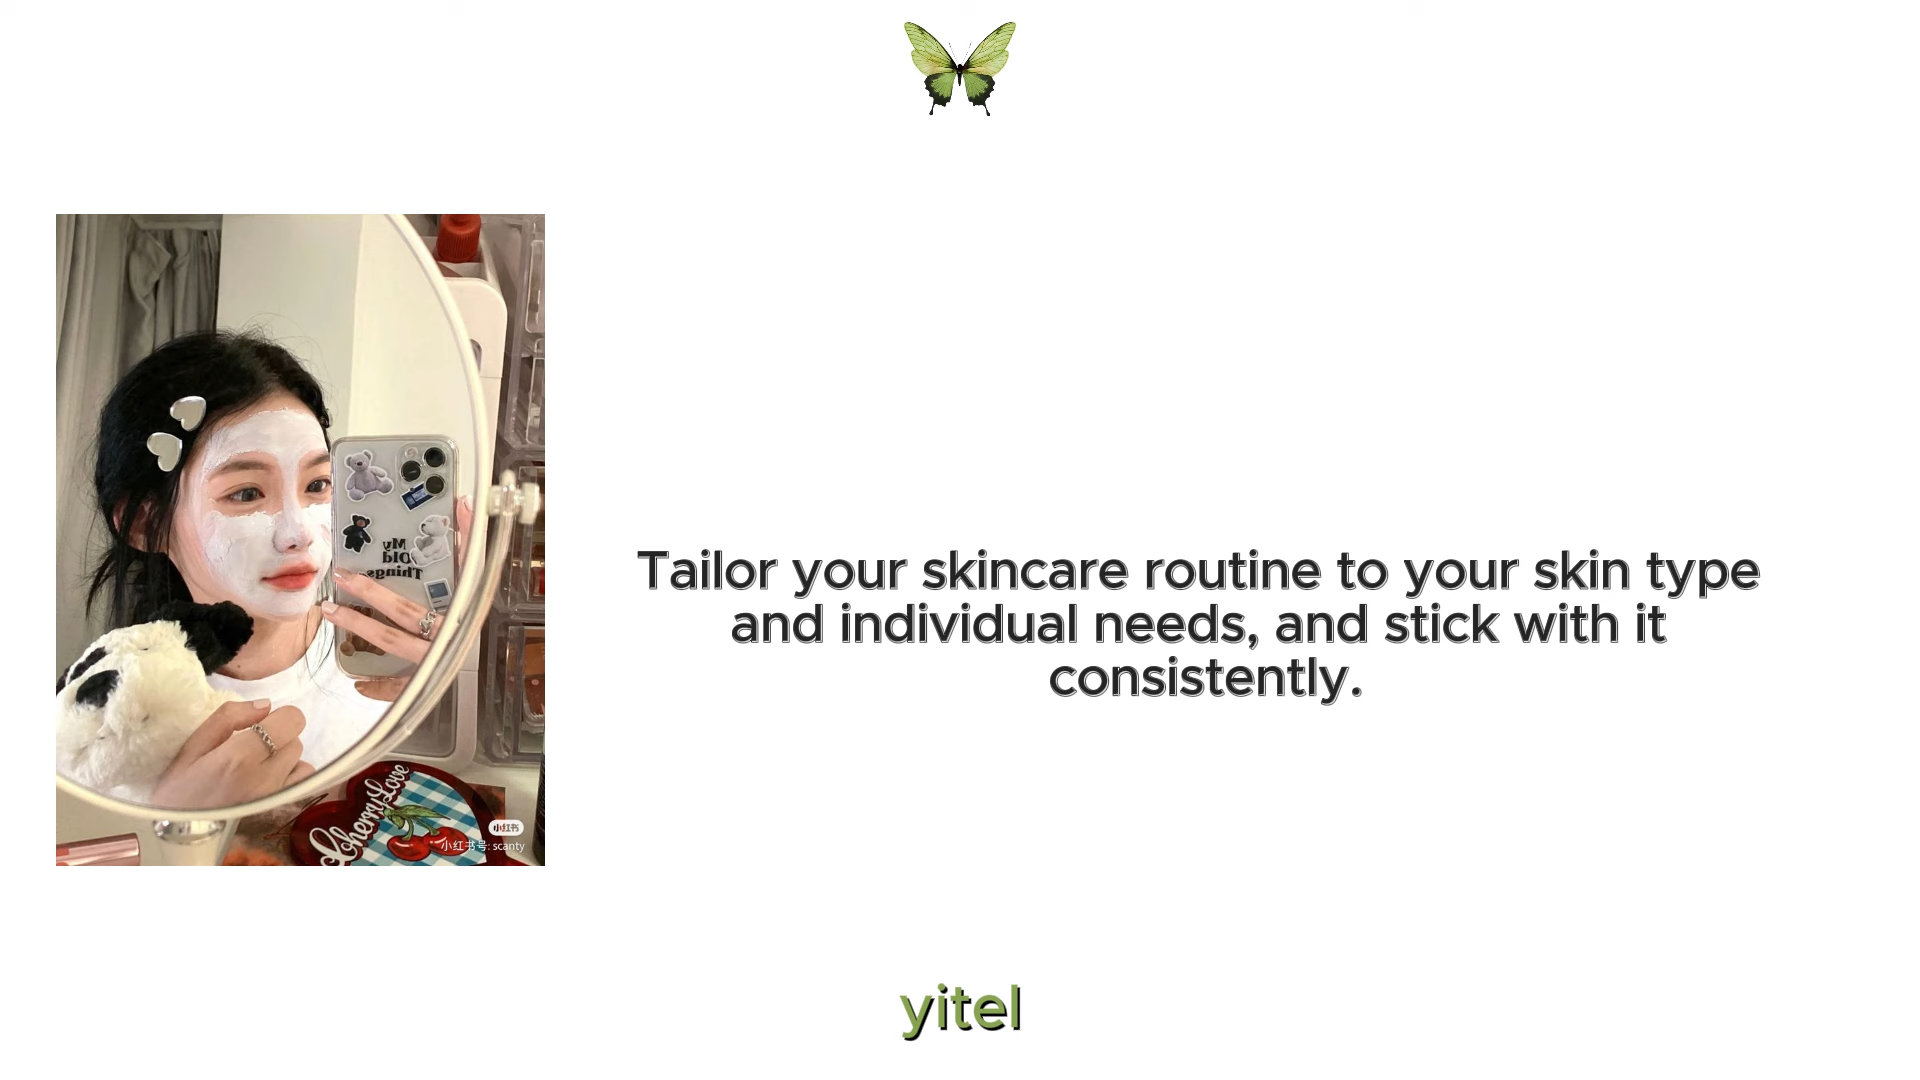 My
Old
Things
Cherry Love
小红书
小红书号: scanty
Tailor your skincare routine to your skin type
and individual needs, and stick with it
consistently.
yitel